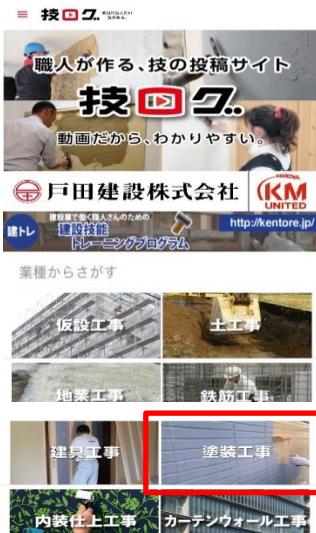 技ログ
職人が作る、技の投稿サイト
技ログ
動画だから、わかりやすい。
戸田建設株式会社
KM UNITED
建トレ
建設業で働く職人さんのための
建設技能
トレーニングプログラム
http://kentore.jp/
業種からさがす
仮設工事
土工事
地業工事
鉄筋工事
建具工事
塗装工事
内装仕上工事
カーテンウォール工事